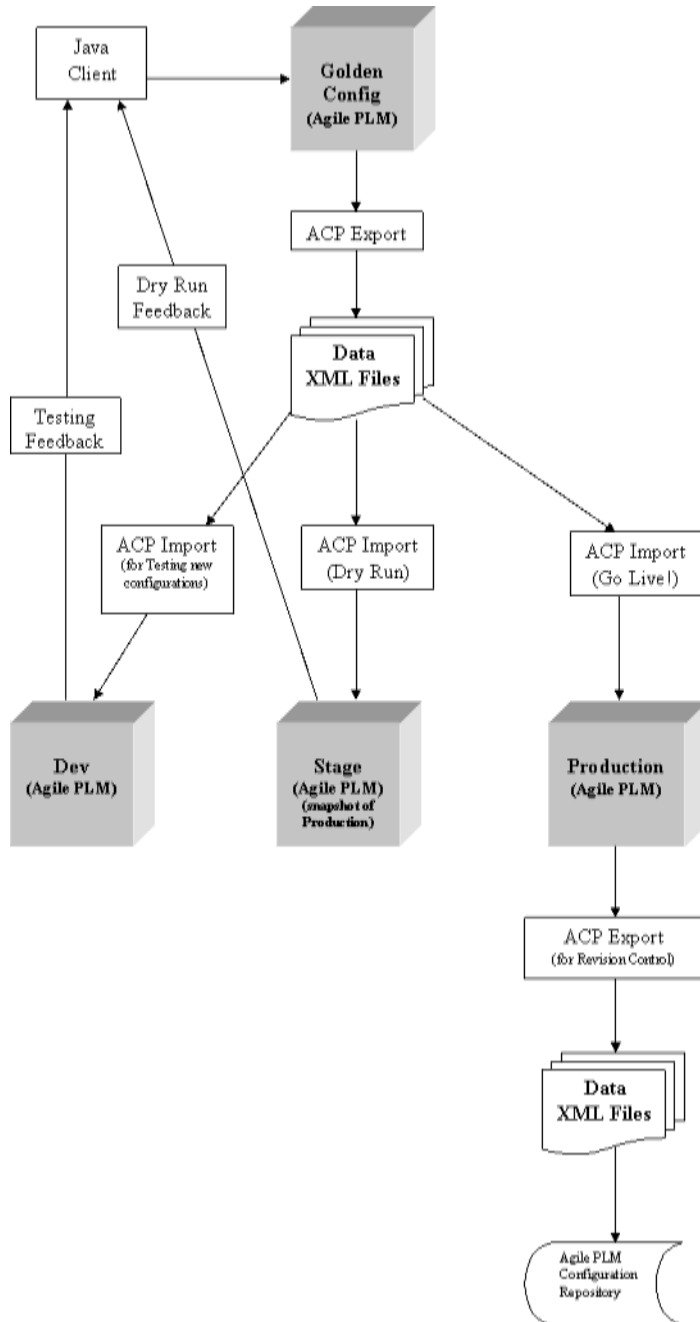 Java
Client
Golden
Config
(Agile PLM)
ACP Export
Dry Run
Feedback
Data
XML Files
Testing
Feedback
ACP Import
(for Testing new
configurations)
ACP Import
(Dry Run)
ACP Import
(Go Live!)
Dev
(Agile PLM)
Stage
(Agile PLM)
(snapshot of
Production)
Production
(Agile PLM)
ACP Export
(for Revision Control)
Data
XML Files
Agile PLM
Configuration
Repository